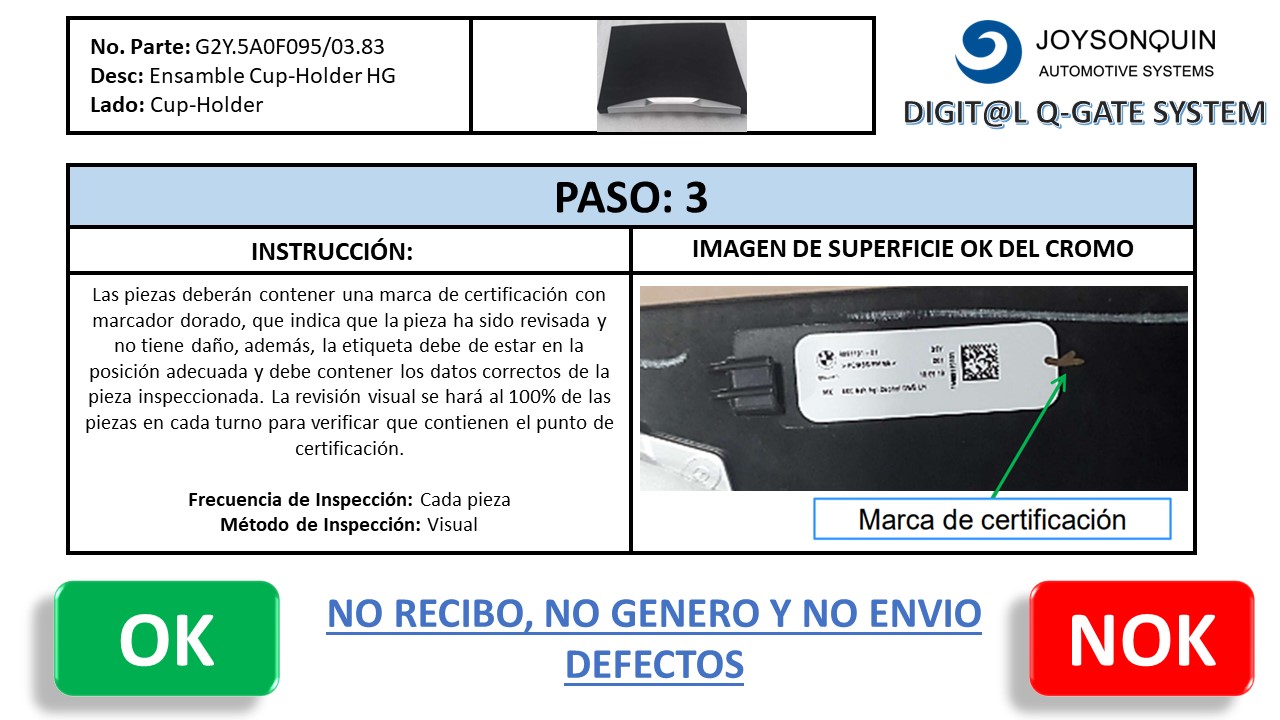 No. Parte: G2Y.5A0F095/03.83
Desc: Ensamble Cup-Holder HG
Lado: Cup-Holder
JOYSONQUIN
AUTOMOTIVE SYSTEMS
DIGIT@L Q-GATE SYSTEM
PASO: 3
INSTRUCCIÓN:
IMAGEN DE SUPERFICIE OK DEL CROMO
Las piezas deberán contener una marca de certificación con
marcador dorado, que indica que la pieza ha sido revisada y
no tiene daño, además, la etiqueta debe de estar en la
posición adecuada y debe contener los datos correctos de la
pieza inspeccionada. La revisión visual se hará al 100% de las
piezas en cada turno para verificar que contienen el punto de
certificación.
Frecuencia de Inspección: Cada pieza
Método de Inspección: Visual
Marca de certificación
OK
NO RECIBO, NO GENERO Y NO ENVIO
DEFECTOS
NOK